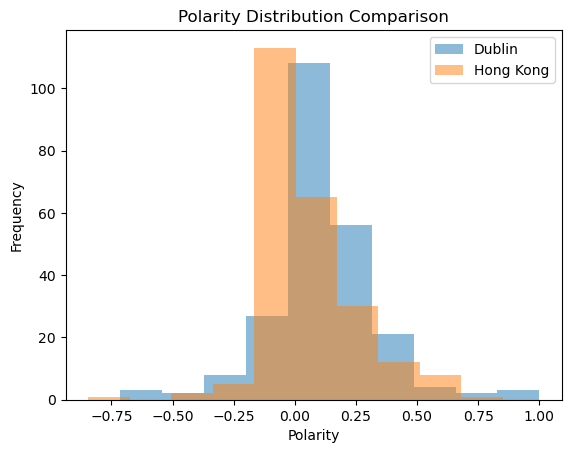 Polarity Distribution Comparison
Dublin
Hong Kong
100
80
60
40
20
0
Frequency
−0.75
−0.50
−0.25
0.00
0.25
0.50
0.75
1.00
Polarity